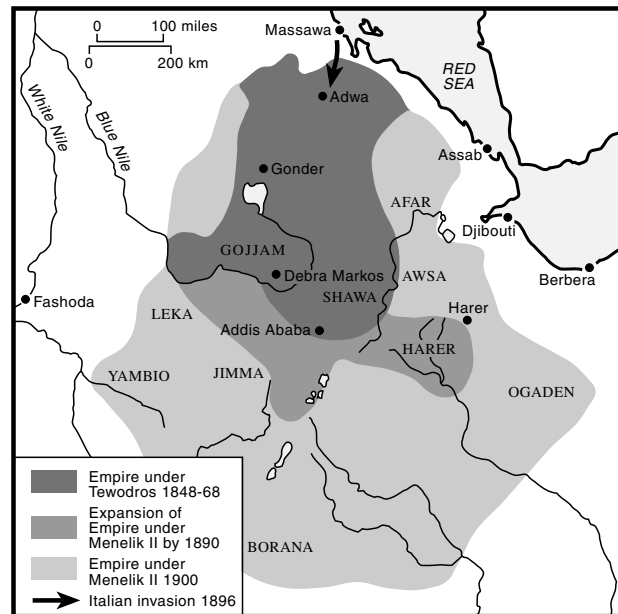 0 100 miles
0 200 km
Massawa
RED
SEA
White Nile
Blue Nile
Adwa
Assab
Gonder
AFAR
Djibouti
GOJJAM
Debra Markos
AWSA
Berbera
SHAWA
Fashoda
LEKA
Harer
Addis Ababa
HARER
YAMBIO
JIMMA
OGADEN
BORANA
Empire under
Tewodros 1848-68
Expansion of
Empire under
Menelik II by 1890
Empire under
Menelik II 1900
Italian invasion 1896